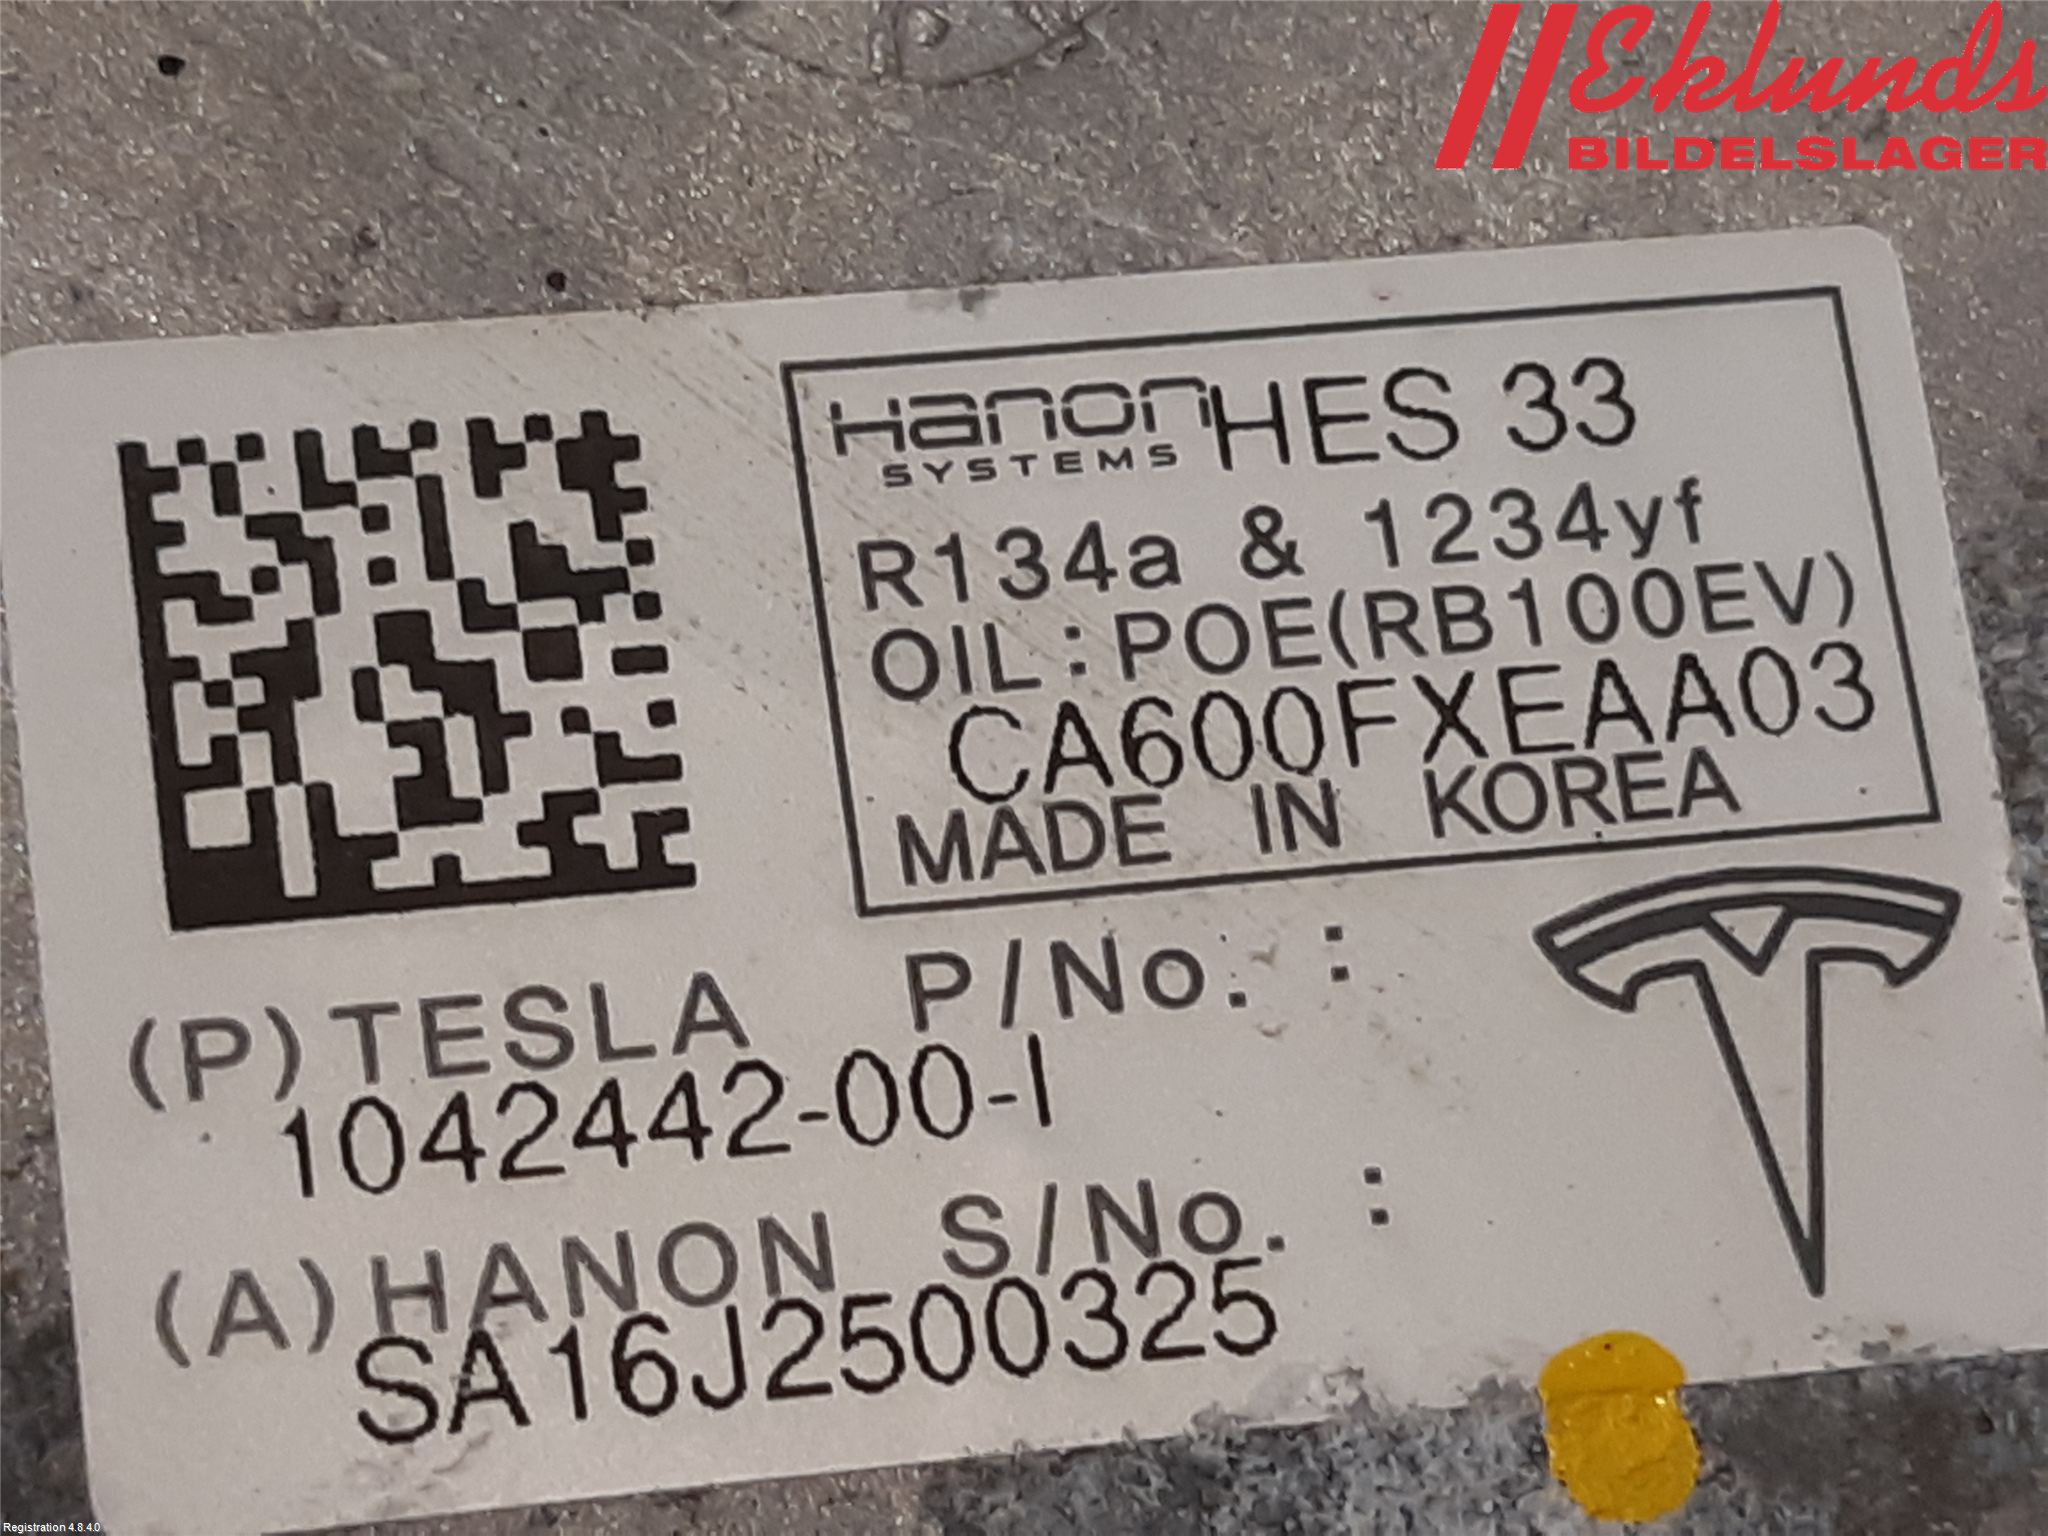 Eklunds
BILDELSLAGER
Hanon HES 33
SYSTEMS
R134a & 1234yf
OIL:POE(RB100EV)
CA600FXEAA03
MADE IN KOREA
(P)TESLA P/No. :
1042442-00-I
(A)HANON S/No. :
SA16J2500325
Registration 4.8.4.0